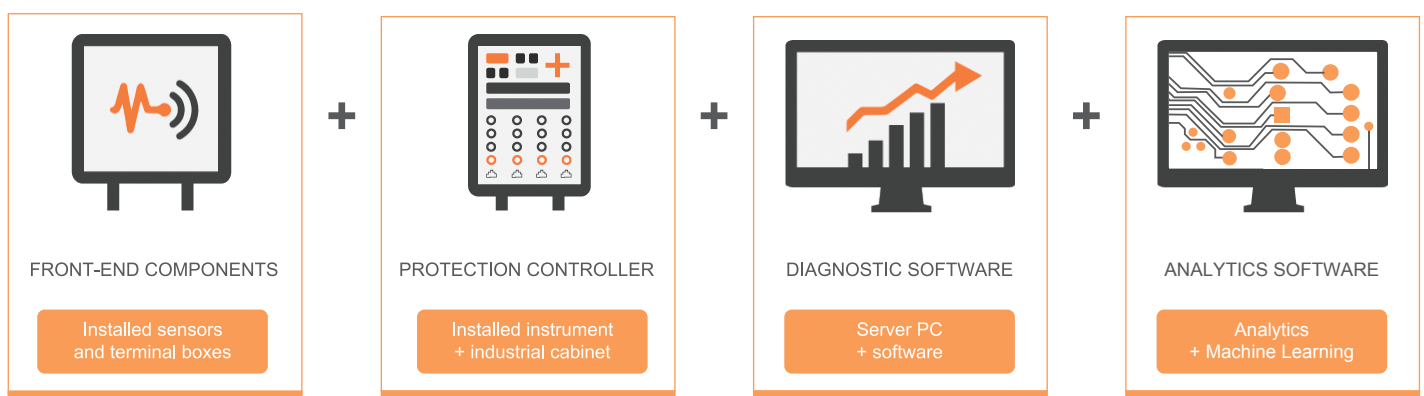 FRONT-END COMPONENTS
Installed sensors
and terminal boxes
+
PROTECTION CONTROLLER
Installed instrument
+ industrial cabinet
+
DIAGNOSTIC SOFTWARE
Server PC
+ software
+
ANALYTICS SOFTWARE
Analytics
+ Machine Learning